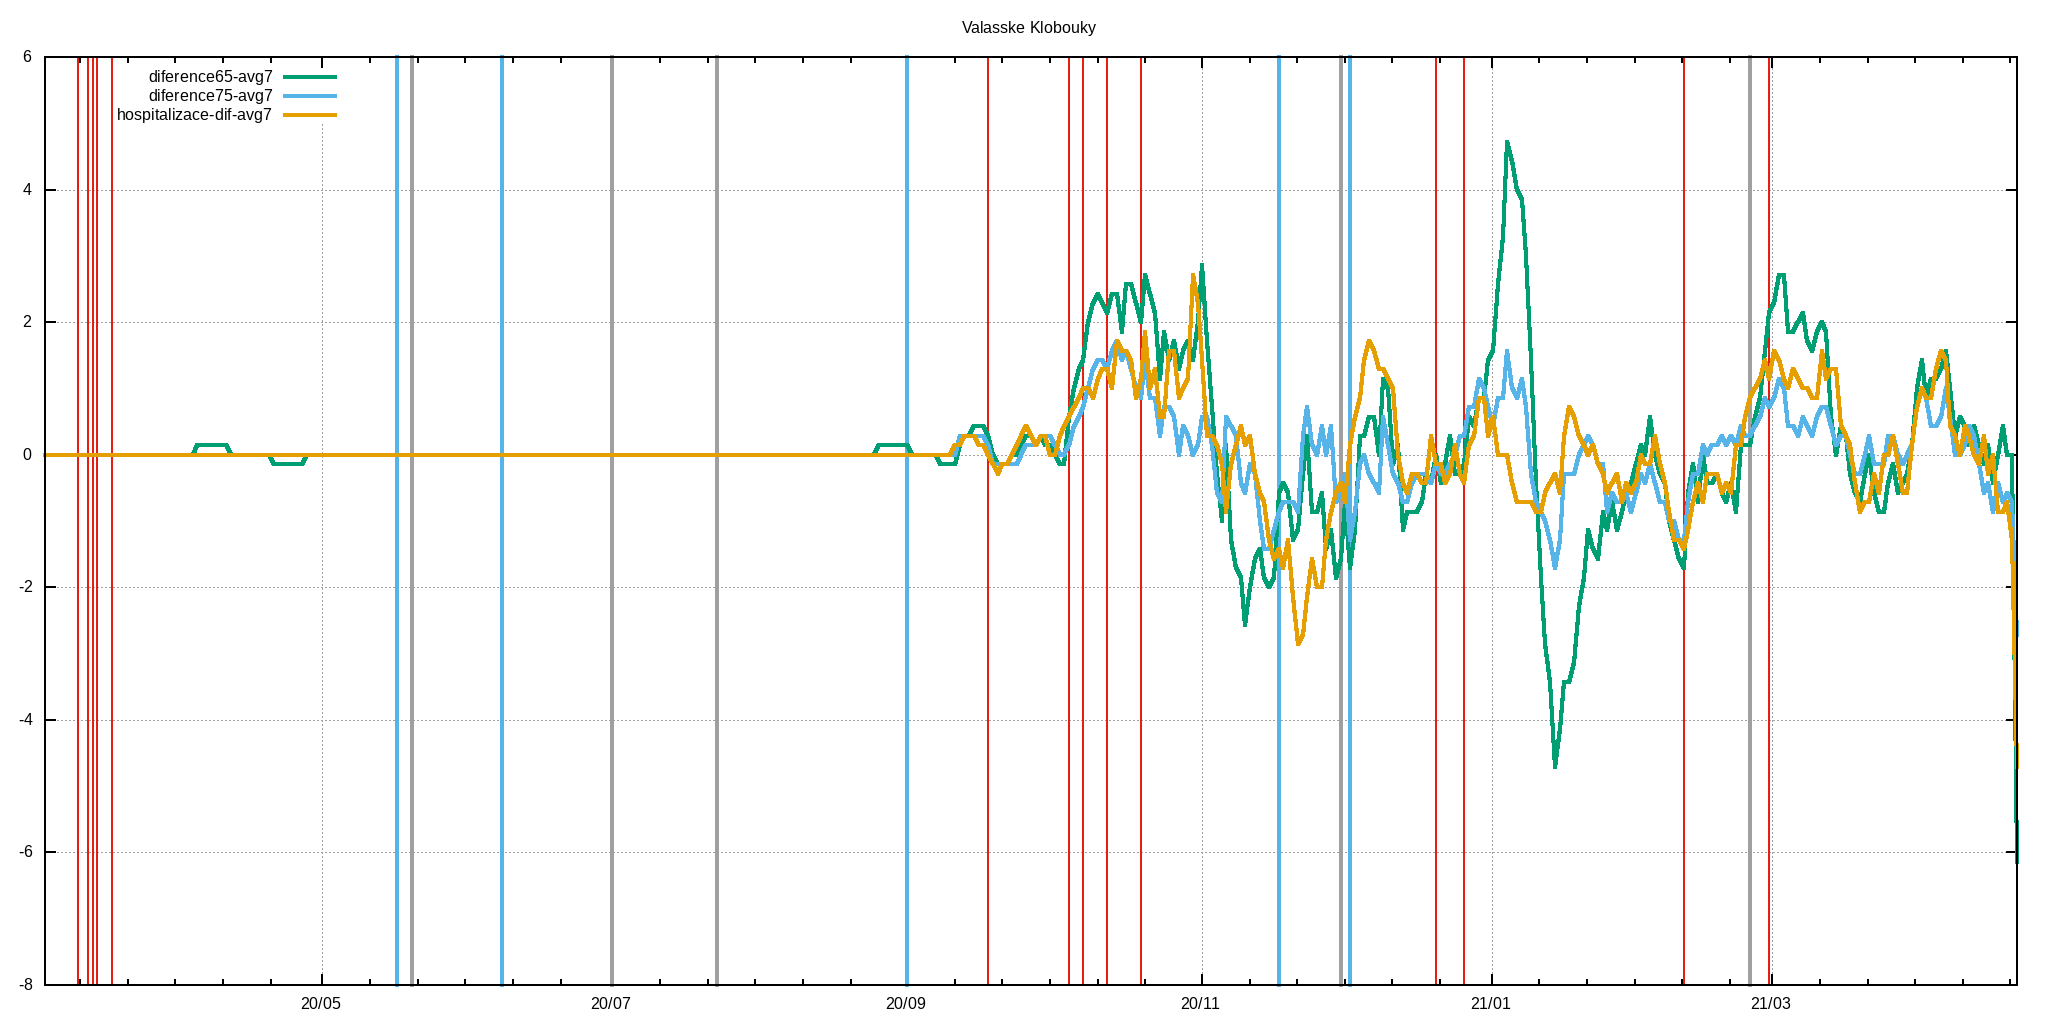 Valasske Klobouky
6
diference65-avg7
diference75-avg7
hospitalizace-dif-avg7
4
2
0
-2
-4
-6
-8
20/05 20/07 20/09 20/11 21/01 21/03